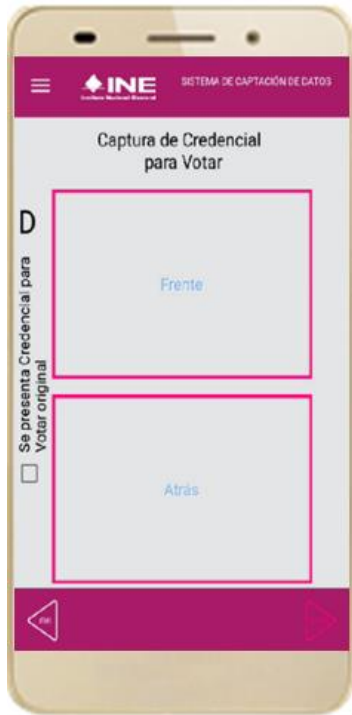 INE
Instituto Nacional Electoral
SISTEMA DE CAPTACIÓN DE DATOS
Captura de Credencial
para Votar
D
Se presenta Credencial para
Votar original
Frente
Atrás